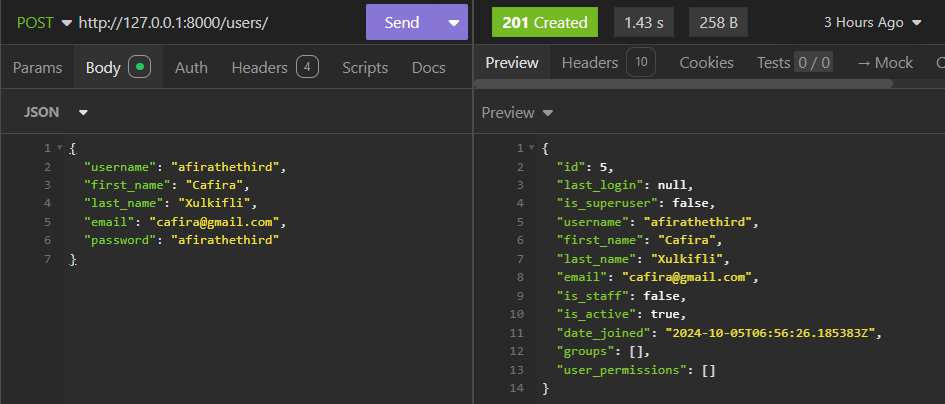 POST http://127.0.0.1:8000/users/ Send 201 Created 1.43 s 258 B 3 Hours Ago
Params Body Auth Headers 4 Scripts Docs Preview Headers 10 Cookies Tests 0 / 0 → Mock
JSON Preview
1 {
2 "username": "afirathethird",
3 "first_name": "Cafira",
4 "last_name": "Xulkifli",
5 "email": "cafira@gmail.com",
6 "password": "afirathethird"
7 }
1 {
2 "id": 5,
3 "last_login": null,
4 "is_superuser": false,
5 "username": "afirathethird",
6 "first_name": "Cafira",
7 "last_name": "Xulkifli",
8 "email": "cafira@gmail.com",
9 "is_staff": false,
10 "is_active": true,
11 "date_joined": "2024-10-05T06:56:26.185383Z",
12 "groups": [],
13 "user_permissions": []
14 }